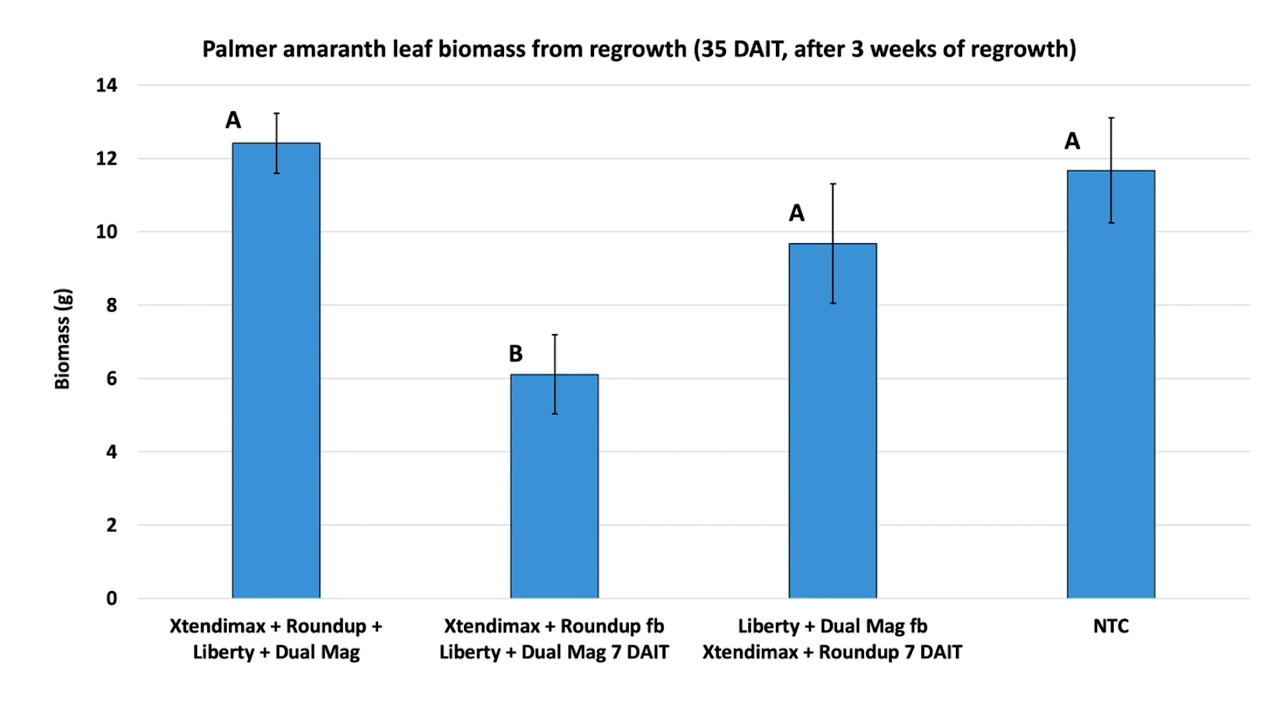 Palmer amaranth leaf biomass from regrowth (35 DAIT, after 3 weeks of regrowth)
14
12
10
8
6
4
2
0
Biomass (g)
A
B
A
A
Xtendimax + Roundup +
Liberty + Dual Mag
Xtendimax + Roundup fb
Liberty + Dual Mag 7 DAIT
Liberty + Dual Mag fb
Xtendimax + Roundup 7 DAIT
NTC